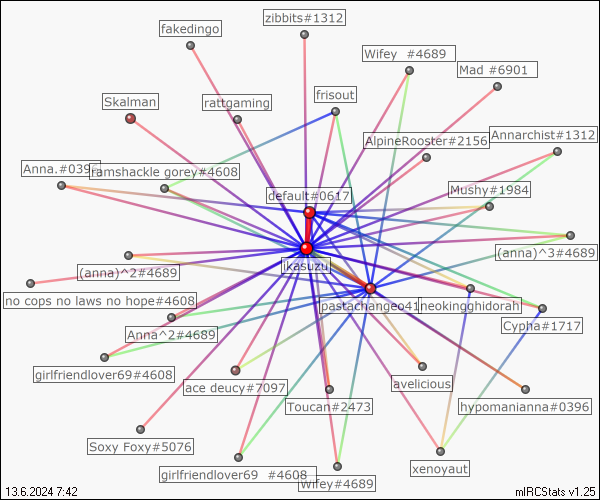 zibbits#1312
fakedingo
Wifey  #4689
Mad #6901
frisout
Skalman
rattgaming
Annarchist#1312
AlpineRooster#2156
Anna.#039
ramshackle gorey#4608
default#0617
Mushy#1984
(anna)^3#4689
ikasuzu
(anna)^2#4689
no cops no laws no hope#4608
pastachangeo41
neokingghidorah
Cypha#1717
Anna^2#4689
girlfriendlover69#4608
ace deucy#7097
avelicious
Toucan#2473
hypomanianna#0396
Soxy Foxy#5076
girlfriendlover69  #4608
Wifey#4689
xenoyaut
13.6.2024 7:42
mIRCStats v1.25